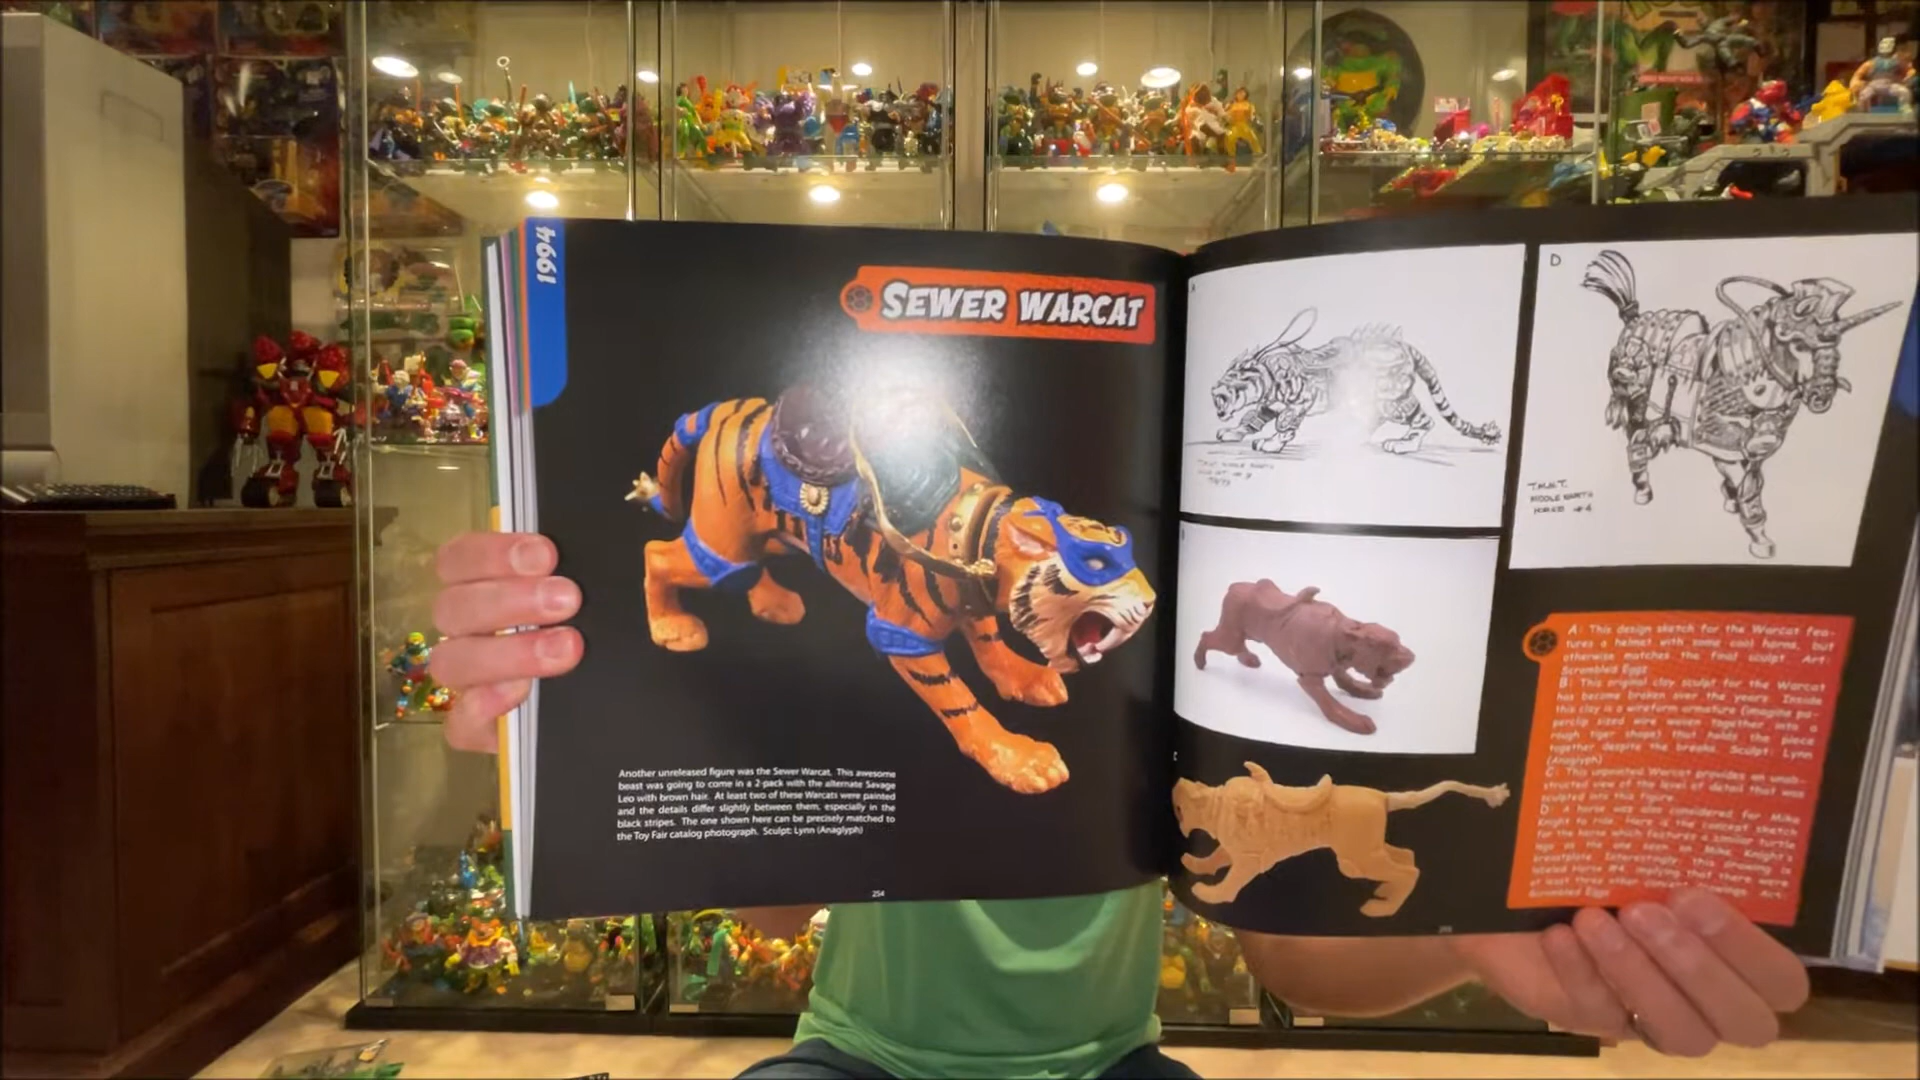 1994
SEWER WARCAT
Another unreleased figure was the Sewer Warcat. This awesome
beast was going to come in a 2-pack with the alternate Savage
Leo with brown hair. At least two of these Warcats were painted
and the details differ slightly between them, especially in the
black stripes. The one shown here can be precisely matched to
the Toy Fair catalog photograph. Sculpt: Lynn (Anaglyph)
254
D
T.M.N.T.
MIDDLE EARTH
HORSE #4
A: This design sketch for the Warcat fea-
tures a helmet with some cool horns, but
otherwise matches the final sculpt. Art:
Scrambled Eggs
B: This original clay sculpt for the Warcat
has become broken over the years. Inside
this clay is a wireform armature (imagine pa-
perclip sized wire woven together into a
rough tiger shape) that holds the piece
together despite the breaks. Sculpt: Lynn
(Anaglyph)
C: This unpainted Warcat provides an unob-
structed view of the level of detail that was
sculpted into this figure.
D: A horse was also considered for Mike
Knight to ride. Here is the concept sketch
for the horse which features a similar turtle
logo as the one seen on Mike Knight's
breastplate. Interestingly, this drawing is
labeled Horse #4, implying that there were
at least three other concept drawings. Art:
Scrambled Eggs